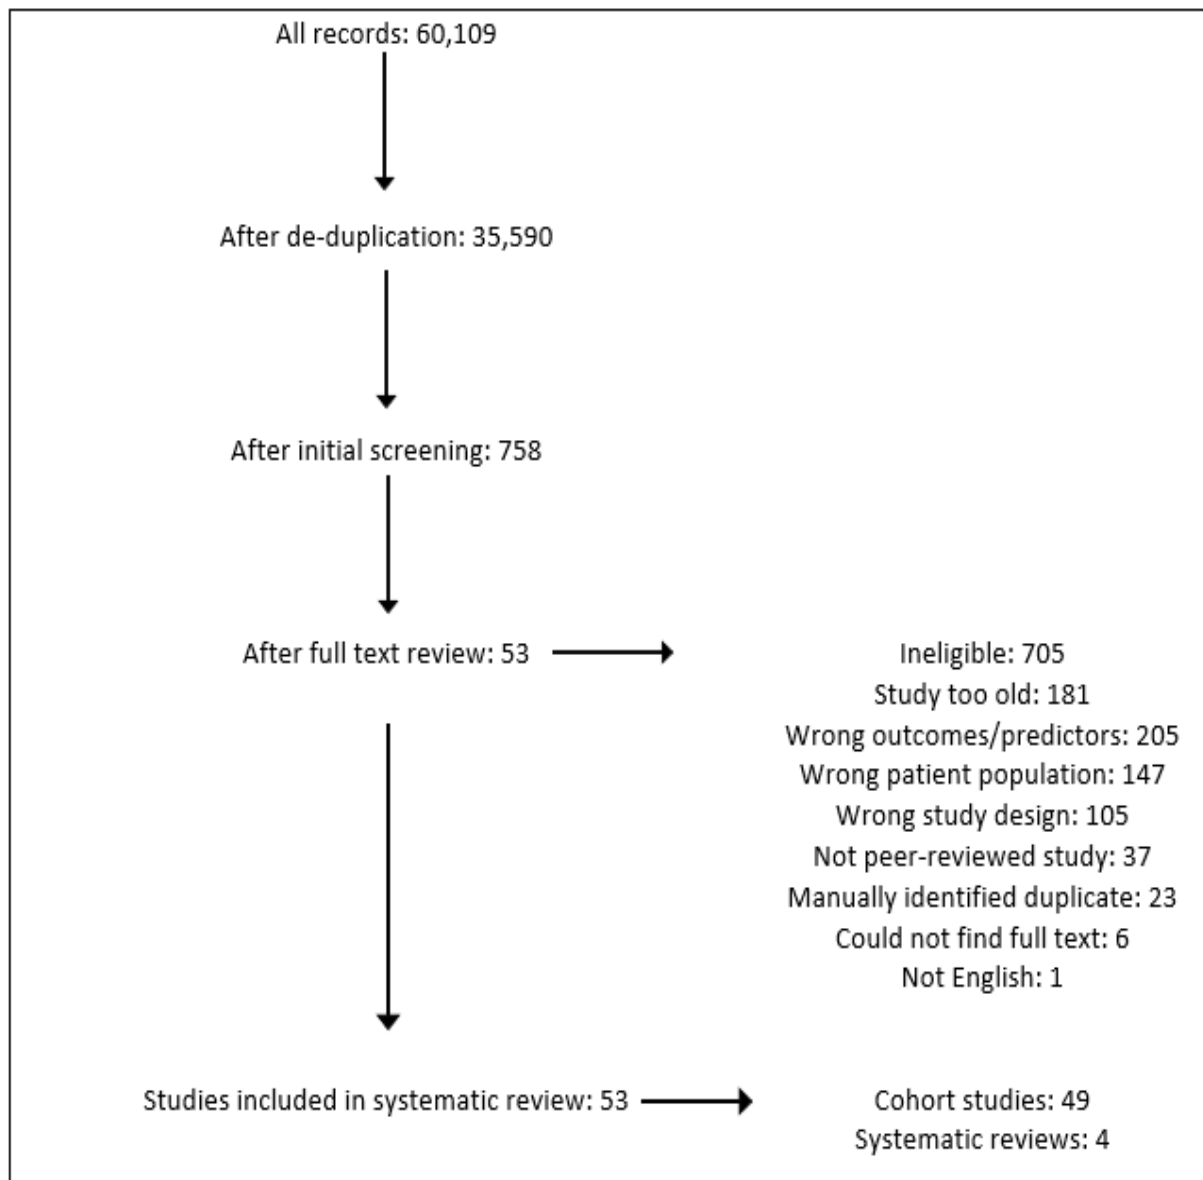 All records: 60,109
After de-duplication: 35,590
After initial screening: 758
After full text review: 53
Ineligible: 705
Study too old: 181
Wrong outcomes/predictors: 205
Wrong patient population: 147
Wrong study design: 105
Not peer-reviewed study: 37
Manually identified duplicate: 23
Could not find full text: 6
Not English: 1
Studies included in systematic review: 53
Cohort studies: 49
Systematic reviews: 4